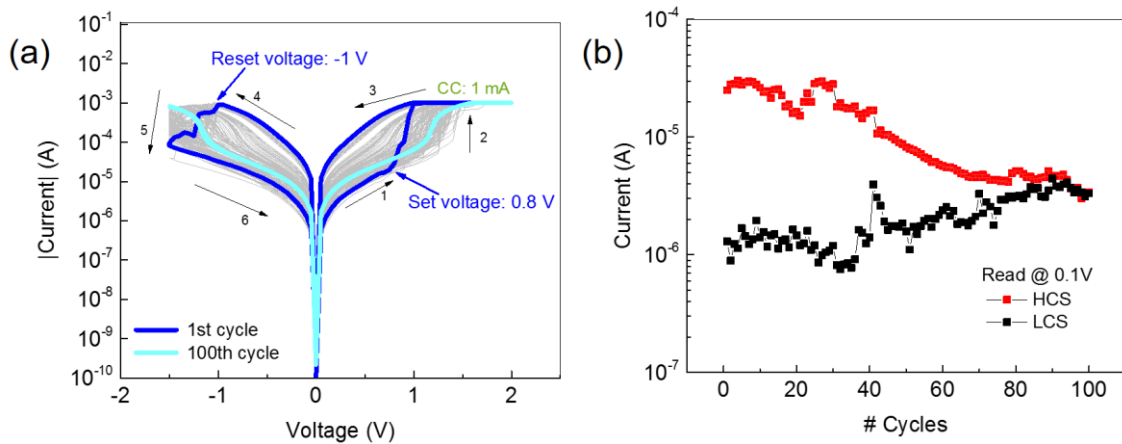 (a)
10⁻¹
10⁻²
10⁻³
10⁻⁴
10⁻⁵
10⁻⁶
10⁻⁷
10⁻⁸
10⁻⁹
10⁻¹⁰
|Current| (A)
Reset voltage: -1 V
CC: 1 mA
Set voltage: 0.8 V
1
2
3
4
5
6
1st cycle
100th cycle
-2
-1
0
1
2
Voltage (V)
(b)
10⁻⁴
10⁻⁵
10⁻⁶
10⁻⁷
Current (A)
Read @ 0.1V
HCS
LCS
0
20
40
60
80
100
# Cycles